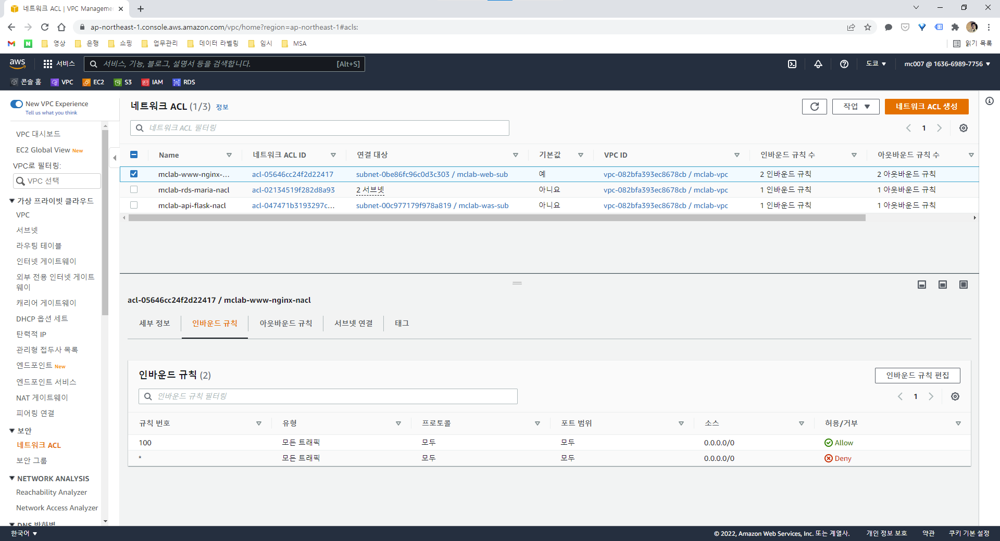 네트워크 ACL | VPC Manageme
ap-northeast-1.console.aws.amazon.com/vpc/home?region=ap-northeast-1#acls:
영상 은행 쇼핑 업무관리 데이터 라벨링 임시 MSA 읽기 목록
aws 서비스 서비스, 기능, 블로그, 설명서 등을 검색합니다. [Alt+S] 도쿄 mc007 @ 1636-6989-7756
콘솔 홈 VPC EC2 S3 IAM RDS
New VPC Experience
Tell us what you think
VPC 대시보드
EC2 Global View New
VPC로 필터링:
VPC 선택
가상 프라이빗 클라우드
VPC
서브넷
라우팅 테이블
인터넷 게이트웨이
외부 전용 인터넷 게이트
웨이
캐리어 게이트웨이
DHCP 옵션 세트
탄력적 IP
관리형 접두사 목록
엔드포인트 New
엔드포인트 서비스
NAT 게이트웨이
피어링 연결
보안
네트워크 ACL
보안 그룹
NETWORK ANALYSIS
Reachability Analyzer
Network Access Analyzer
DNS 방화벽
네트워크 ACL (1/3) 정보
작업 네트워크 ACL 생성
네트워크 ACL 필터링
1
Name 네트워크 ACL ID 연결 대상 기본값 VPC ID 인바운드 규칙 수 아웃바운드 규칙 수
mclab-www-nginx-... acl-05646cc24f2d22417 subnet-0be86fc96c0d3c303 / mclab-web-sub 예 vpc-082bfa393ec8678cb / mclab-vpc 2 인바운드 규칙 2 아웃바운드 규칙
mclab-rds-maria-nacl acl-02134519f282d8a93 2 서브넷 아니요 vpc-082bfa393ec8678cb / mclab-vpc 1 인바운드 규칙 1 아웃바운드 규칙
mclab-api-flask-nacl acl-047471b3193297c... subnet-00c977179f978a819 / mclab-was-sub 아니요 vpc-082bfa393ec8678cb / mclab-vpc 1 인바운드 규칙 1 아웃바운드 규칙
acl-05646cc24f2d22417 / mclab-www-nginx-nacl
세부 정보 인바운드 규칙 아웃바운드 규칙 서브넷 연결 태그
인바운드 규칙 (2)
인바운드 규칙 편집
인바운드 규칙 필터링
1
규칙 번호 유형 프로토콜 포트 범위 소스 허용/거부
100 모든 트래픽 모두 모두 0.0.0.0/0 Allow
* 모든 트래픽 모두 모두 0.0.0.0/0 Deny
한국어 © 2022, Amazon Web Services, Inc. 또는 계열사. 개인 정보 보호 약관 쿠키 기본 설정